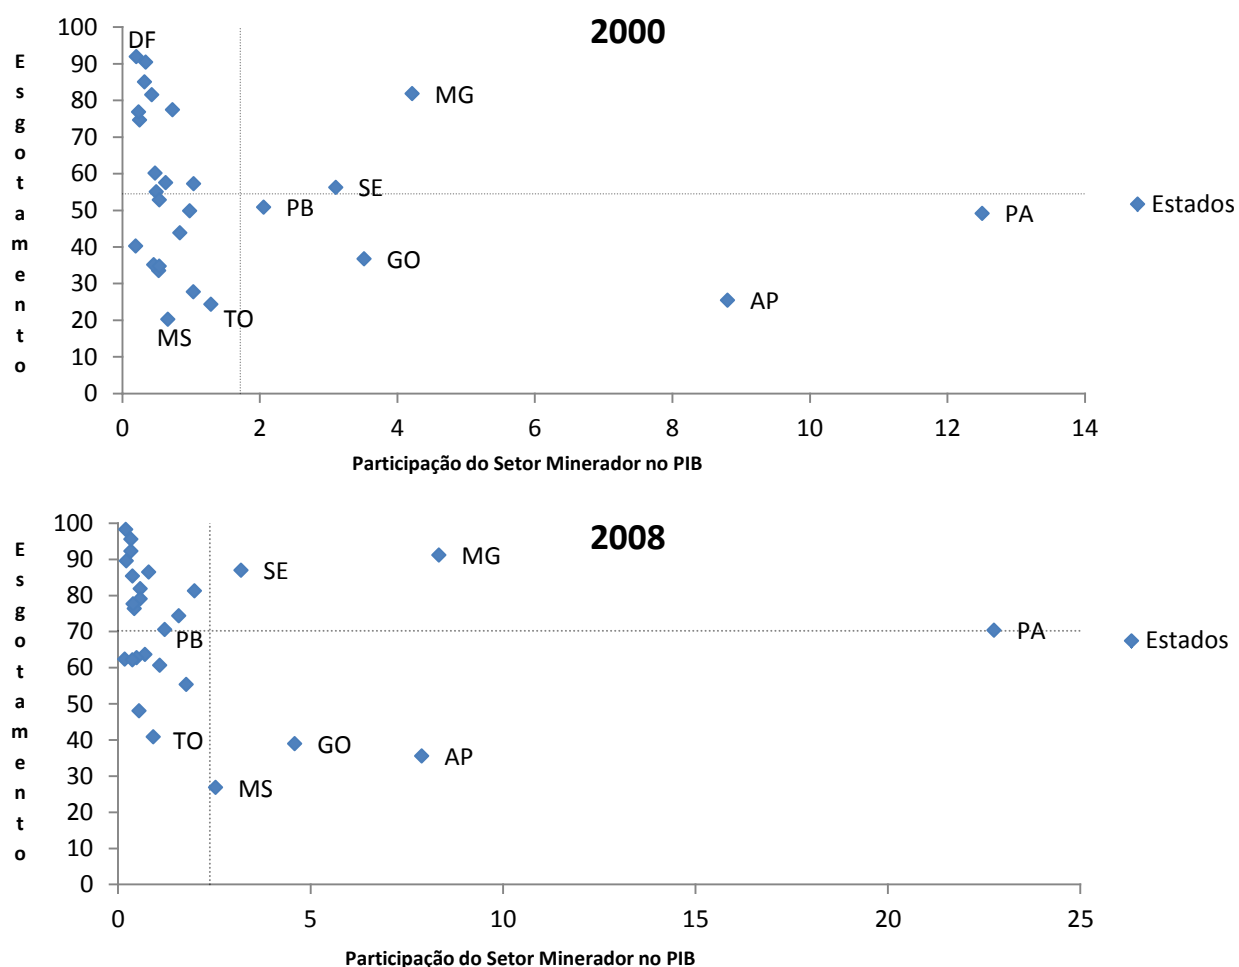 2000
Esgotamento
100
90
80
70
60
50
40
30
20
10
0
DF
MG
SE
PB
PA
GO
AP
TO
MS
Estados
0 2 4 6 8 10 12 14
Participação do Setor Minerador no PIB
2008
Esgotamento
100
90
80
70
60
50
40
30
20
10
0
MG
SE
PA
PB
TO
GO
AP
MS
Estados
0 5 10 15 20 25
Participação do Setor Minerador no PIB